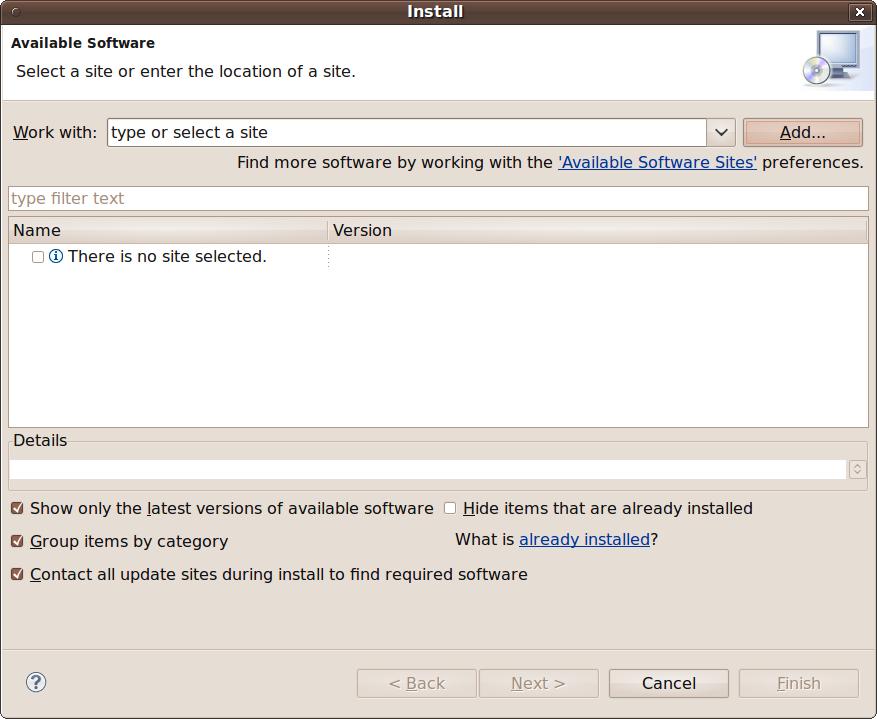 Install
Available Software
Select a site or enter the location of a site.
Work with: type or select a site Add...
Find more software by working with the 'Available Software Sites' preferences.
type filter text
Name Version
There is no site selected.
Details
Show only the latest versions of available software Hide items that are already installed
Group items by category What is already installed?
Contact all update sites during install to find required software
? < Back Next > Cancel Finish